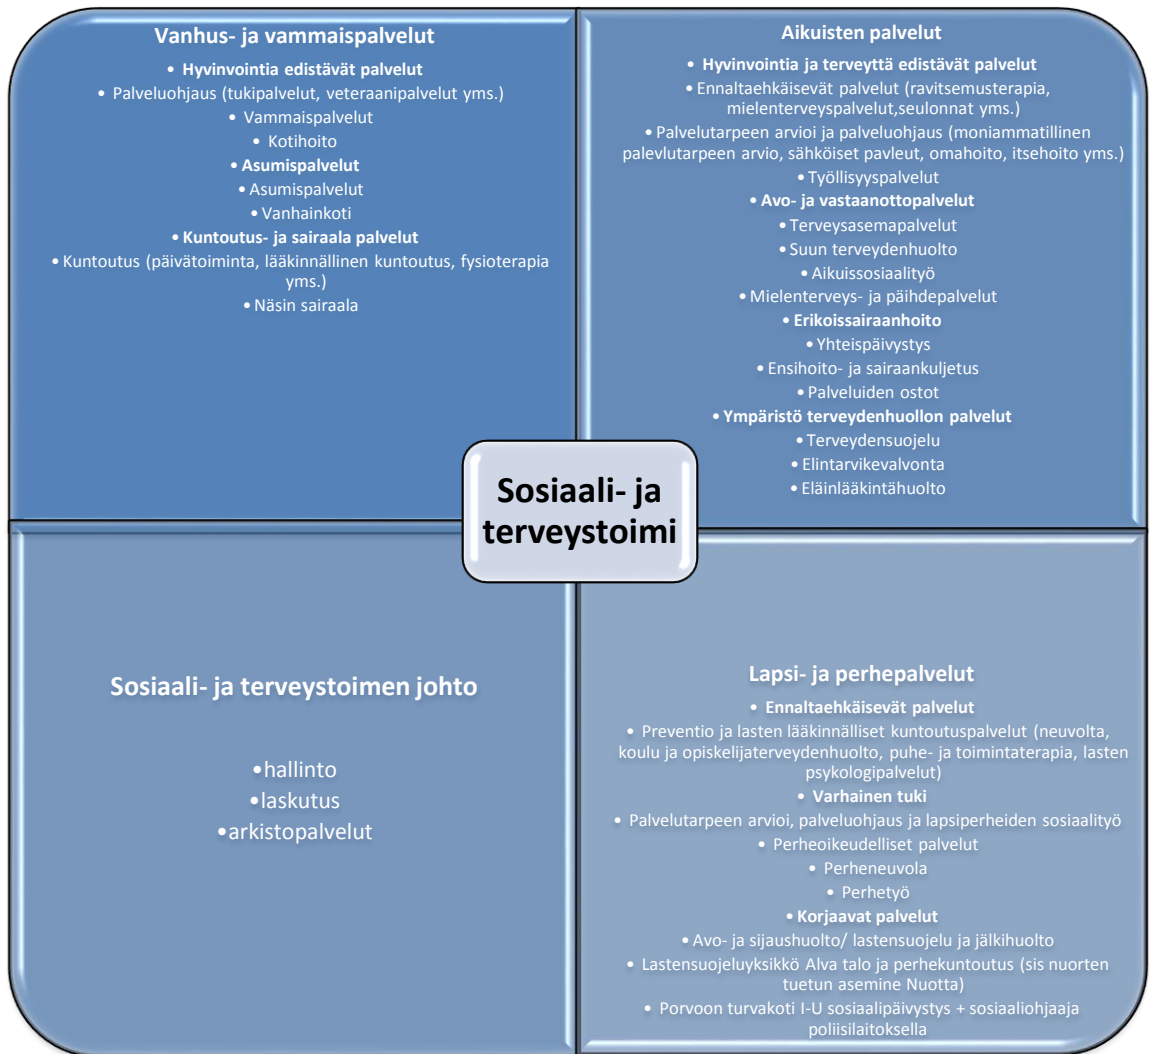 Vanhus- ja vammaispalvelut
• Hyvinvointia edistävät palvelut
• Palveluohjaus (tukipalvelut, veteraanipalvelut yms.)
• Vammaispalvelut
• Kotihoito
• Asumispalvelut
• Asumispalvelut
• Vanhainkoti
• Kuntoutus- ja sairaala palvelut
• Kuntoutus (päivätoiminta, lääkinnällinen kuntoutus, fysioterapia
yms.)
• Näsin sairaala
Aikuisten palvelut
• Hyvinvointia ja terveyttä edistävät palvelut
• Ennaltaehkäisevät palvelut (ravitsemusterapia,
mielenterveyspalvelut,seulonnat yms.)
• Palvelutarpeen arvioi ja palveluohjaus (moniammatillinen
palevlutarpeen arvio, sähköiset pavleut, omahoito, itsehoito yms.)
• Työllisyyspalvelut
• Avo- ja vastaanottopalvelut
• Terveysasemapalvelut
• Suun terveydenhuolto
• Aikuissosiaalityö
• Mielenterveys- ja päihdepalvelut
• Erikoissairaanhoito
• Yhteispäivystys
• Ensihoito- ja sairaankuljetus
• Palveluiden ostot
• Ympäristö terveydenhuollon palvelut
• Terveydensuojelu
• Elintarvikevalvonta
• Eläinlääkintähuolto
Sosiaali- ja
terveystoimi
Sosiaali- ja terveystoimen johto
•hallinto
•laskutus
•arkistopalvelut
Lapsi- ja perhepalvelut
• Ennaltaehkäisevät palvelut
• Preventio ja lasten lääkinnälliset kuntoutuspalvelut (neuvolta,
koulu ja opiskelijaterveydenhuolto, puhe- ja toimintaterapia, lasten
psykologipalvelut)
• Varhainen tuki
• Palvelutarpeen arvioi, palveluohjaus ja lapsiperheiden sosiaalityö
• Perheoikeudelliset palvelut
• Perheneuvola
• Perhetyö
• Korjaavat palvelut
• Avo- ja sijaushuolto/ lastensuojelu ja jälkihuolto
• Lastensuojeluyksikkö Alva talo ja perhekuntoutus (sis nuorten
tuetun asemine Nuotta)
• Porvoon turvakoti I-U sosiaalipäivystys + sosiaaliohjaaja
poliisilaitoksella